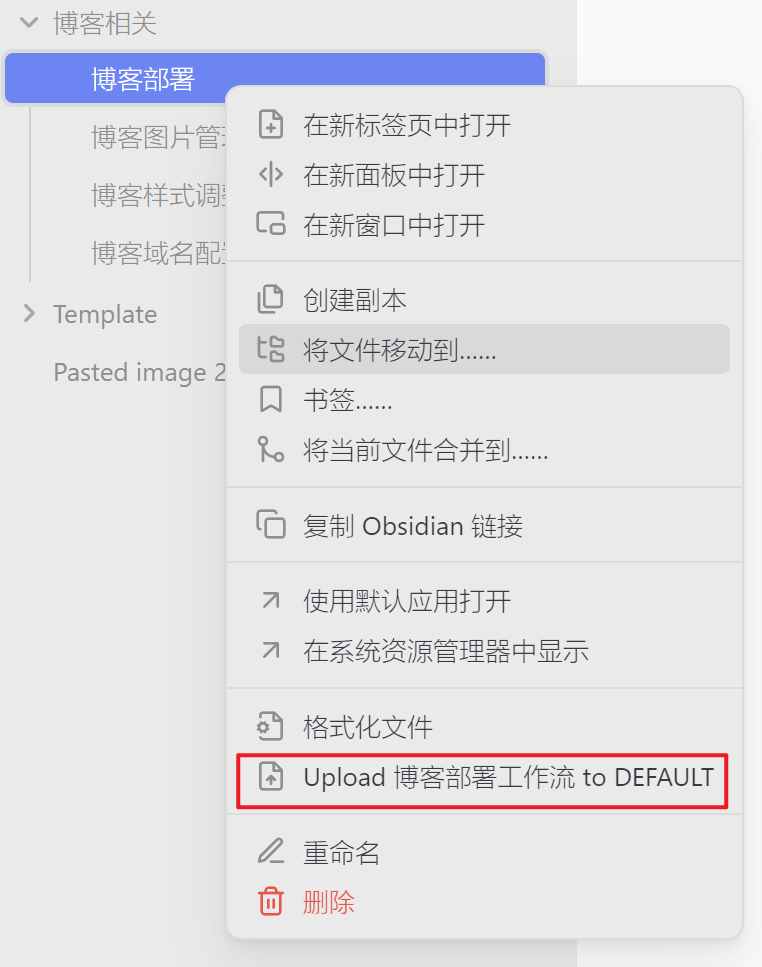 博客相关
博客部署
博客图片管
博客样式调
博客域名配
Template
Pasted image 2
在新标签页中打开
在新面板中打开
在新窗口中打开
创建副本
将文件移动到......
书签......
将当前文件合并到......
复制 Obsidian 链接
使用默认应用打开
在系统资源管理器中显示
格式化文件
Upload 博客部署工作流 to DEFAULT
重命名
删除